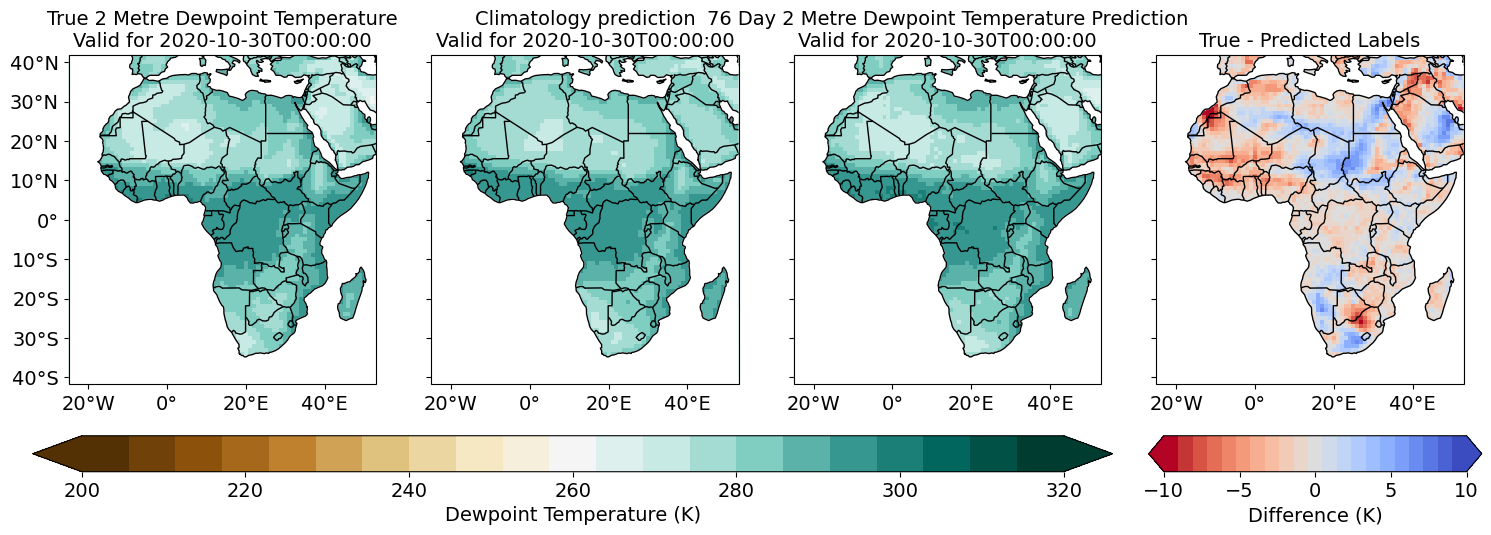 True 2 Metre Dewpoint Temperature
Valid for 2020-10-30T00:00:00
Climatology prediction  76 Day 2 Metre Dewpoint Temperature Prediction
Valid for 2020-10-30T00:00:00
Valid for 2020-10-30T00:00:00
True - Predicted Labels
40°N
30°N
20°N
10°N
0°
10°S
20°S
30°S
40°S
20°W 0° 20°E 40°E
20°W 0° 20°E 40°E
20°W 0° 20°E 40°E
20°W 0° 20°E 40°E
200 220 240 260 280 300 320
Dewpoint Temperature (K)
−10 −5 0 5 10
Difference (K)